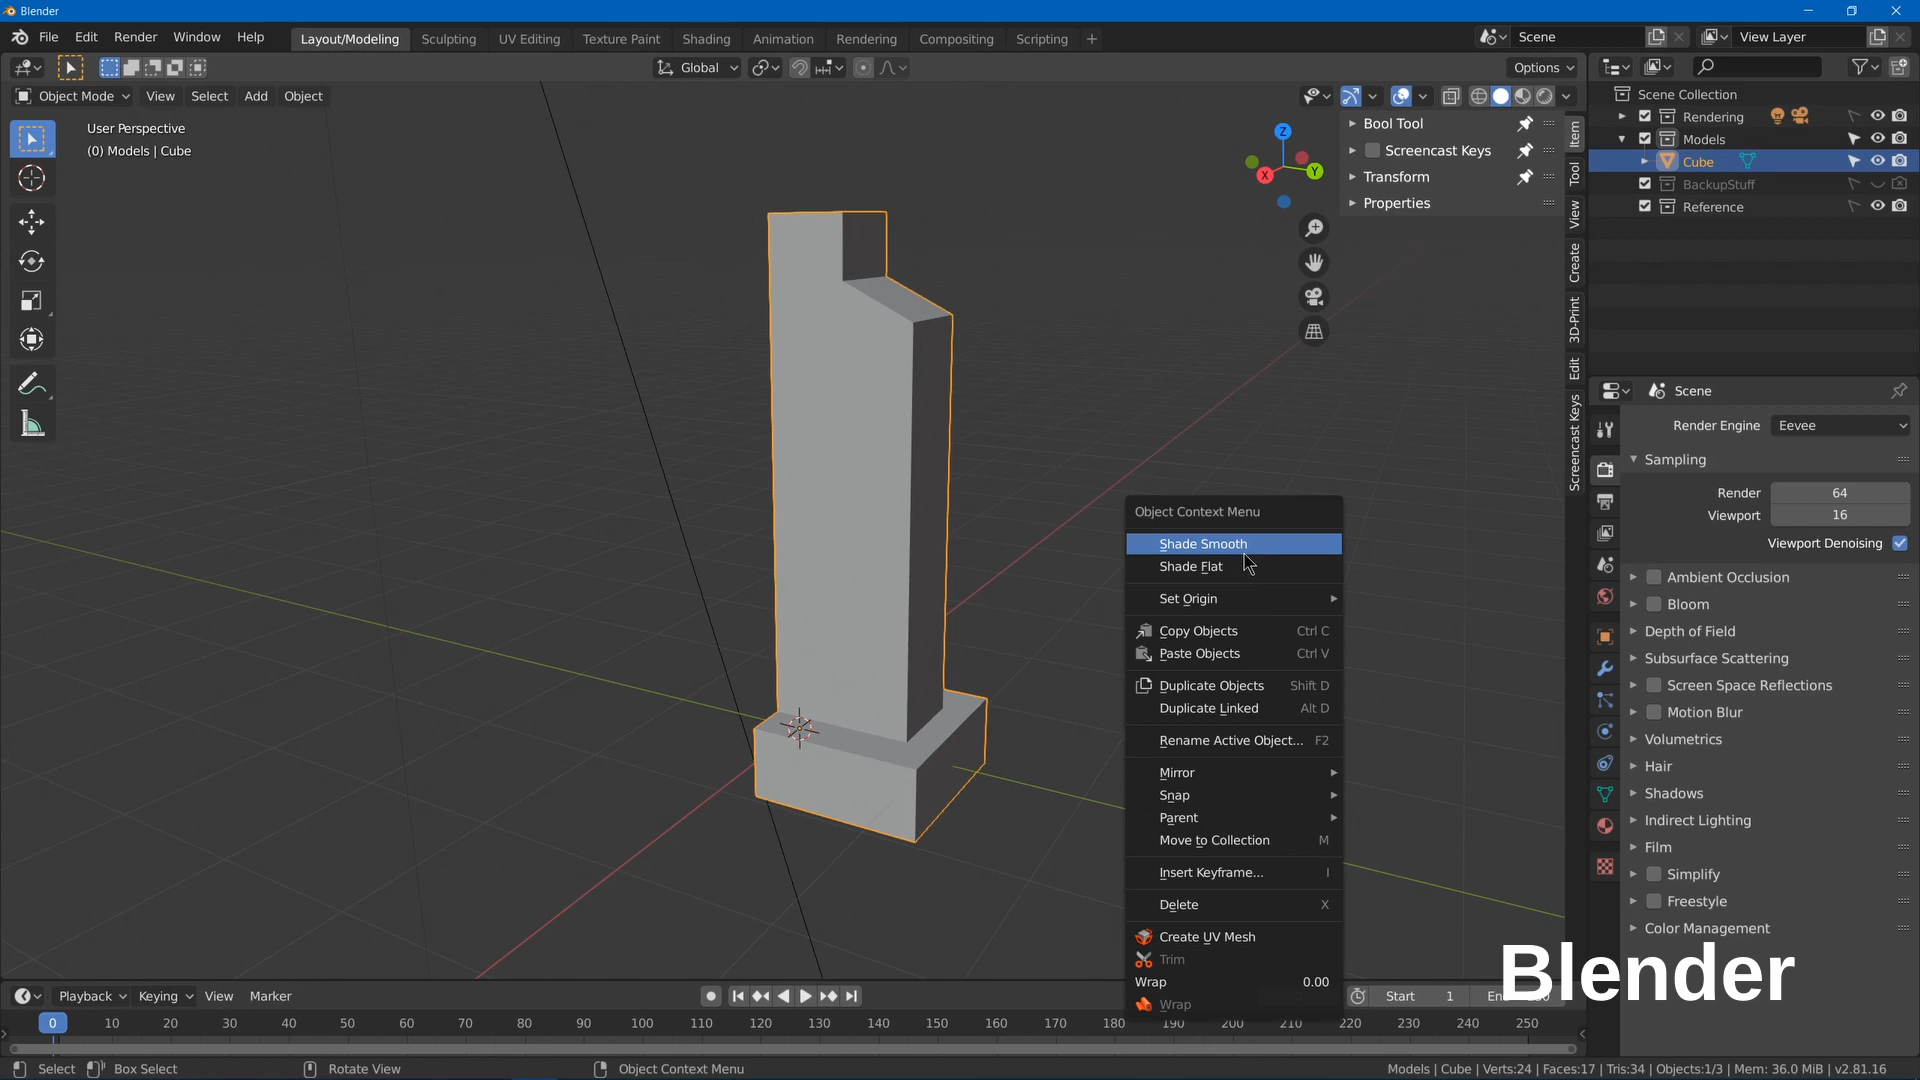 Blender
File Edit Render Window Help Layout/Modeling Sculpting UV Editing Texture Paint Shading Animation Rendering Compositing Scripting + Scene View Layer
Global Options
Object Mode View Select Add Object
User Perspective
(0) Models | Cube
Z
Y
X
Bool Tool
Screencast Keys
Transform
Properties
Item
Tool
View
Create
3D-Print
Edit
Screencast Keys
Scene Collection
Rendering
Models
Cube
BackupStuff
Reference
Scene
Render Engine Eevee
Sampling
Render 64
Viewport 16
Viewport Denoising
Ambient Occlusion
Bloom
Depth of Field
Subsurface Scattering
Screen Space Reflections
Motion Blur
Volumetrics
Hair
Shadows
Indirect Lighting
Film
Simplify
Freestyle
Color Management
Object Context Menu
Shade Smooth
Shade Flat
Set Origin
Copy Objects Ctrl C
Paste Objects Ctrl V
Duplicate Objects Shift D
Duplicate Linked Alt D
Rename Active Object... F2
Mirror
Snap
Parent
Move to Collection M
Insert Keyframe... I
Delete X
Create UV Mesh
Trim
Wrap 0.00
Wrap
Blender
Playback Keying View Marker Start 1
0 10 20 30 40 50 60 70 80 90 100 110 120 130 140 150 160 170 180 190 200 210 220 230 240 250
Select Box Select Rotate View Object Context Menu Models | Cube | Verts:24 | Faces:17 | Tris:34 | Objects:1/3 | Mem: 36.0 MiB | v2.81.16